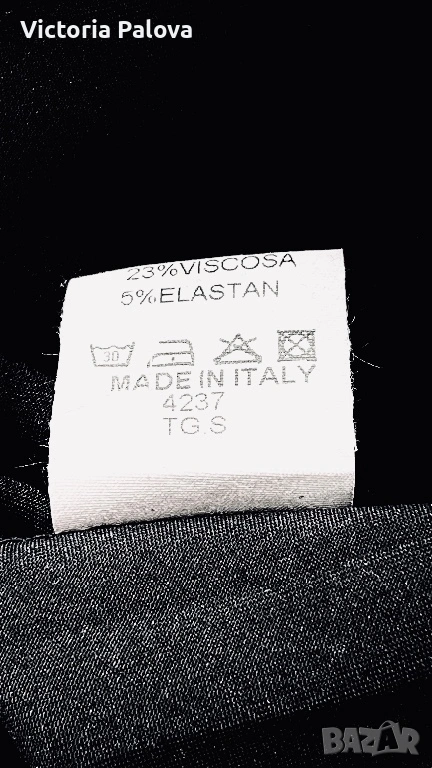 Victoria Palova
23%VISCOSA
5%ELASTAN
30
MADE IN ITALY
4237
TG.S
BAZAR